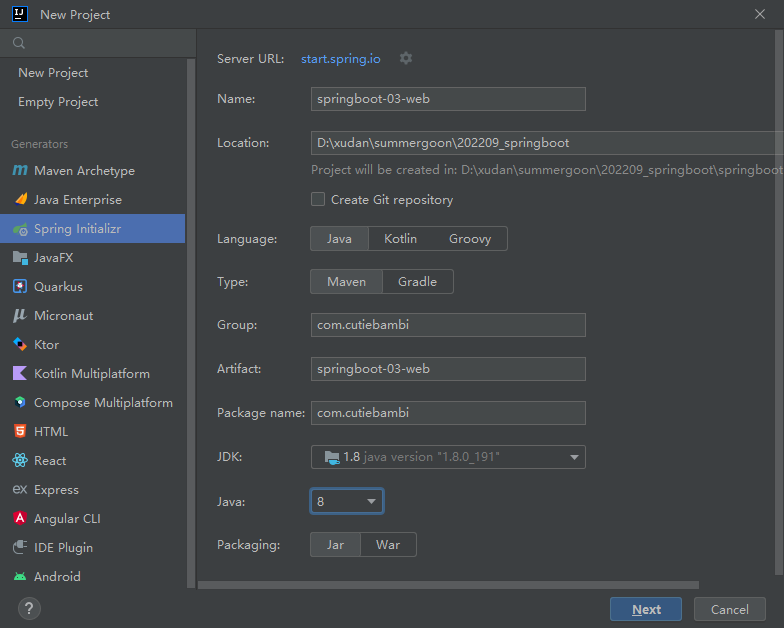 New Project
New Project
Empty Project
Generators
Maven Archetype
Java Enterprise
Spring Initializr
JavaFX
Quarkus
Micronaut
Ktor
Kotlin Multiplatform
Compose Multiplatform
HTML
React
Express
Angular CLI
IDE Plugin
Android
Server URL: start.spring.io
Name: springboot-03-web
Location: D:\xudan\summergoon\202209_springboot
Project will be created in: D:\xudan\summergoon\202209_springboot\springboot
Create Git repository
Language: Java Kotlin Groovy
Type: Maven Gradle
Group: com.cutiebambi
Artifact: springboot-03-web
Package name: com.cutiebambi
JDK: 1.8 java version "1.8.0_191"
Java: 8
Packaging: Jar War
? Next Cancel